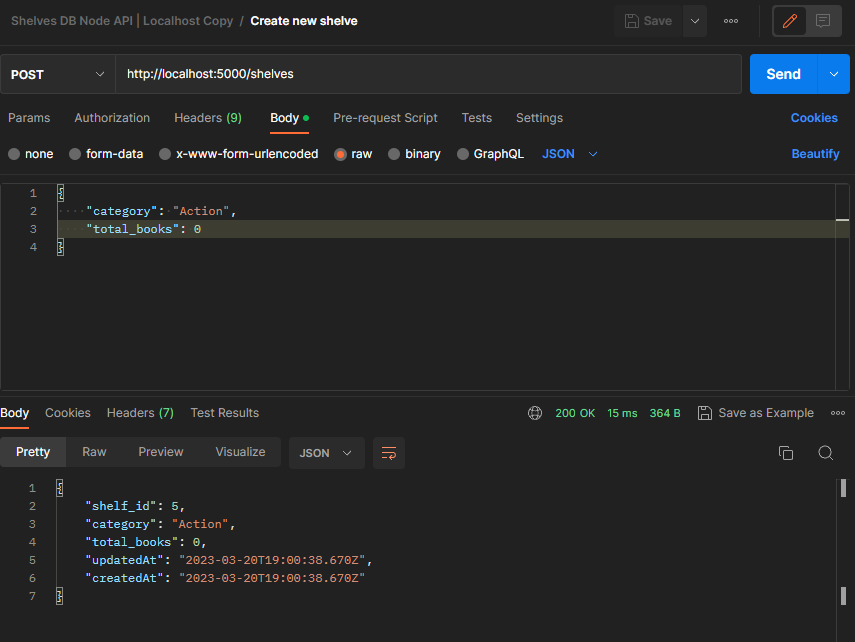 Shelves DB Node API | Localhost Copy / Create new shelve
Save
POST http://localhost:5000/shelves Send
Params Authorization Headers (9) Body Pre-request Script Tests Settings Cookies
none form-data x-www-form-urlencoded raw binary GraphQL JSON Beautify
1 {
2 "category": "Action",
3 "total_books": 0
4 }
Body Cookies Headers (7) Test Results 200 OK 15 ms 364 B Save as Example
Pretty Raw Preview Visualize JSON
1 {
2 "shelf_id": 5,
3 "category": "Action",
4 "total_books": 0,
5 "updatedAt": "2023-03-20T19:00:38.670Z",
6 "createdAt": "2023-03-20T19:00:38.670Z"
7 }